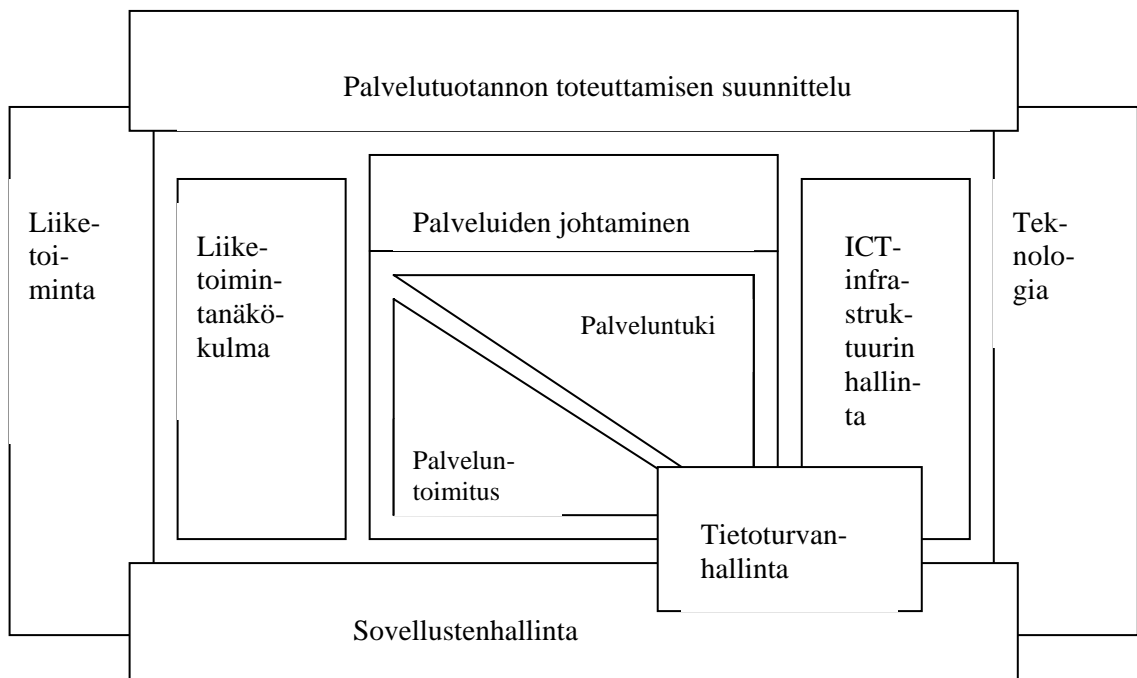 Palvelutuotannon toteuttamisen suunnittelu
Liike-
toi-
minta
Liike-
toimin-
tanäkö-
kulma
Palveluiden johtaminen
Palveluntuki
Palvelun-
toimitus
ICT-
infra-
struk-
tuurin
hallin-
ta
Tek-
nolo-
gia
Tietoturvan-
hallinta
Sovellustenhallinta